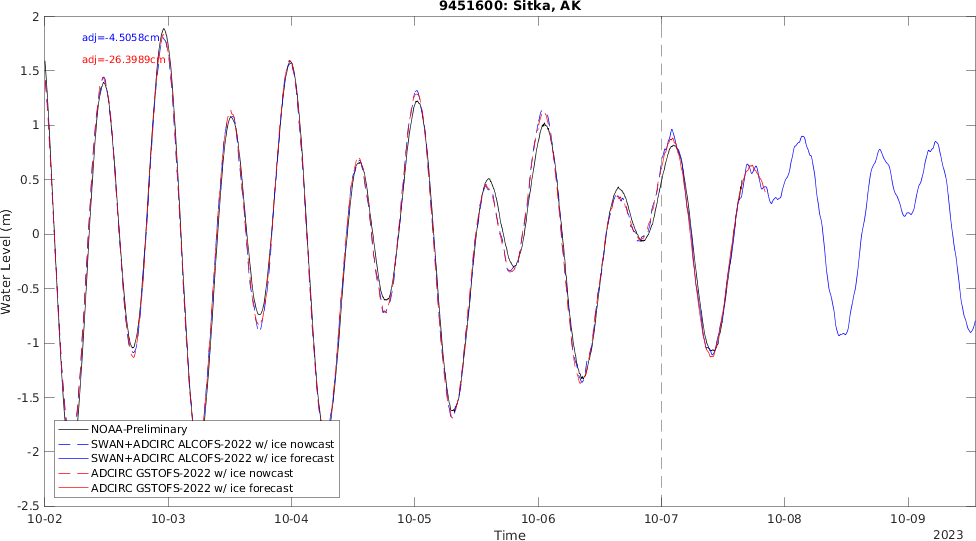 9451600: Sitka, AK
adj=-4.5058cm
adj=-26.3989cm
2
1.5
1
0.5
0
-0.5
-1
-1.5
-2
-2.5
Water Level (m)
NOAA-Preliminary
SWAN+ADCIRC ALCOFS-2022 w/ ice nowcast
SWAN+ADCIRC ALCOFS-2022 w/ ice forecast
ADCIRC GSTOFS-2022 w/ ice nowcast
ADCIRC GSTOFS-2022 w/ ice forecast
10-02 10-03 10-04 10-05 10-06 10-07 10-08 10-09
Time
2023